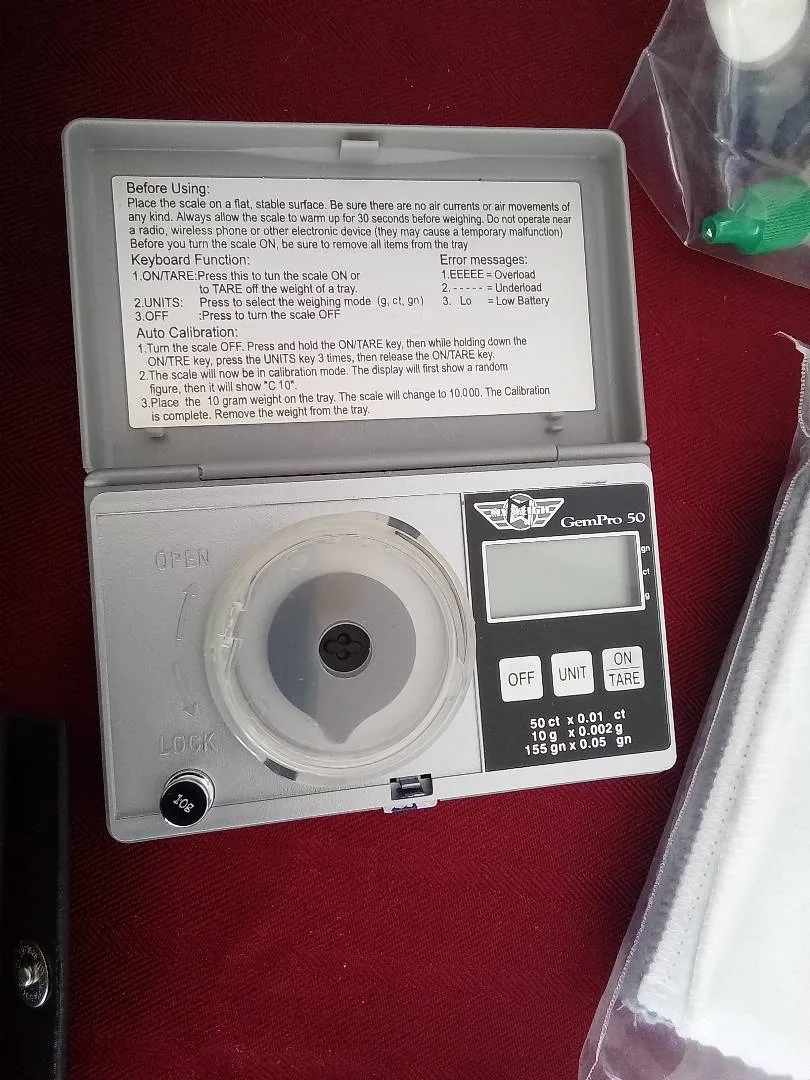 Before Using:
Place the scale on a flat, stable surface. Be sure there are no air currents or air movements of
any kind. Always allow the scale to warm up for 30 seconds before weighing. Do not operate near
a radio, wireless phone or other electronic device (they may cause a temporary malfunction)
Before you turn the scale ON, be sure to remove all items from the tray
Keyboard Function:
1.ON/TARE:Press this to tun the scale ON or
to TARE off the weight of a tray.
2.UNITS: Press to select the weighing mode (g, ct, gn)
3.OFF :Press to turn the scale OFF
Error messages:
1.EEEEE = Overload
2. - - - - - = Underload
3. Lo = Low Battery
Auto Calibration:
1.Turn the scale OFF. Press and hold the ON/TARE key, then while holding down the
ON/TRE key, press the UNITS key 3 times, then release the ON/TARE key.
2.The scale will now be in calibration mode. The display will first show a random
figure, then it will show "C 10".
3.Place the 10 gram weight on the tray. The scale will change to 10.000. The Calibration
is complete. Remove the weight from the tray.
OPEN
LOCK
10g
MY WEIGH
GemPro 50
gn
ct
g
OFF
UNIT
ON
TARE
50 ct x 0.01 ct
10 g x 0.002 g
155 gn x 0.05 gn